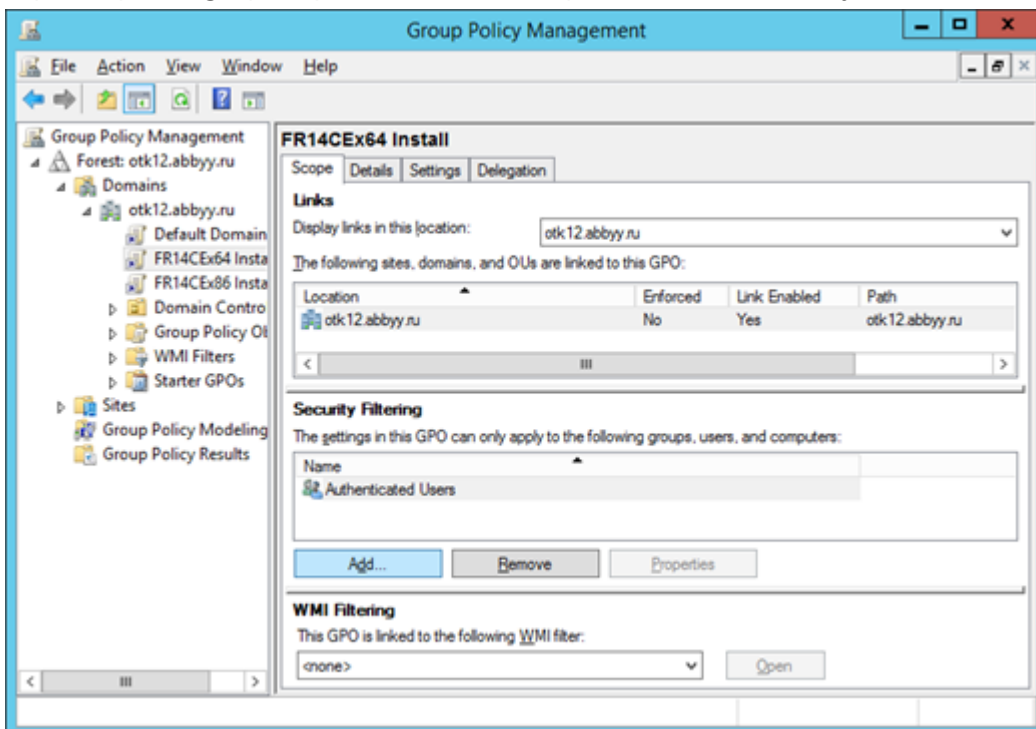 Group Policy Management
File Action View Window Help
Group Policy Management
Forest: otk12.abbyy.ru
Domains
otk12.abbyy.ru
Default Domain
FR14CEx64 Insta
FR14CEx86 Insta
Domain Contro
Group Policy Ob
WMI Filters
Starter GPOs
Sites
Group Policy Modeling
Group Policy Results
FR14CEx64 Install
Scope Details Settings Delegation
Links
Display links in this location: otk12.abbyy.ru
The following sites, domains, and OUs are linked to this GPO:
Location Enforced Link Enabled Path
otk12.abbyy.ru No Yes otk12.abbyy.ru
Security Filtering
The settings in this GPO can only apply to the following groups, users, and computers:
Name
Authenticated Users
Add... Remove Properties
WMI Filtering
This GPO is linked to the following WMI filter:
<none> Open